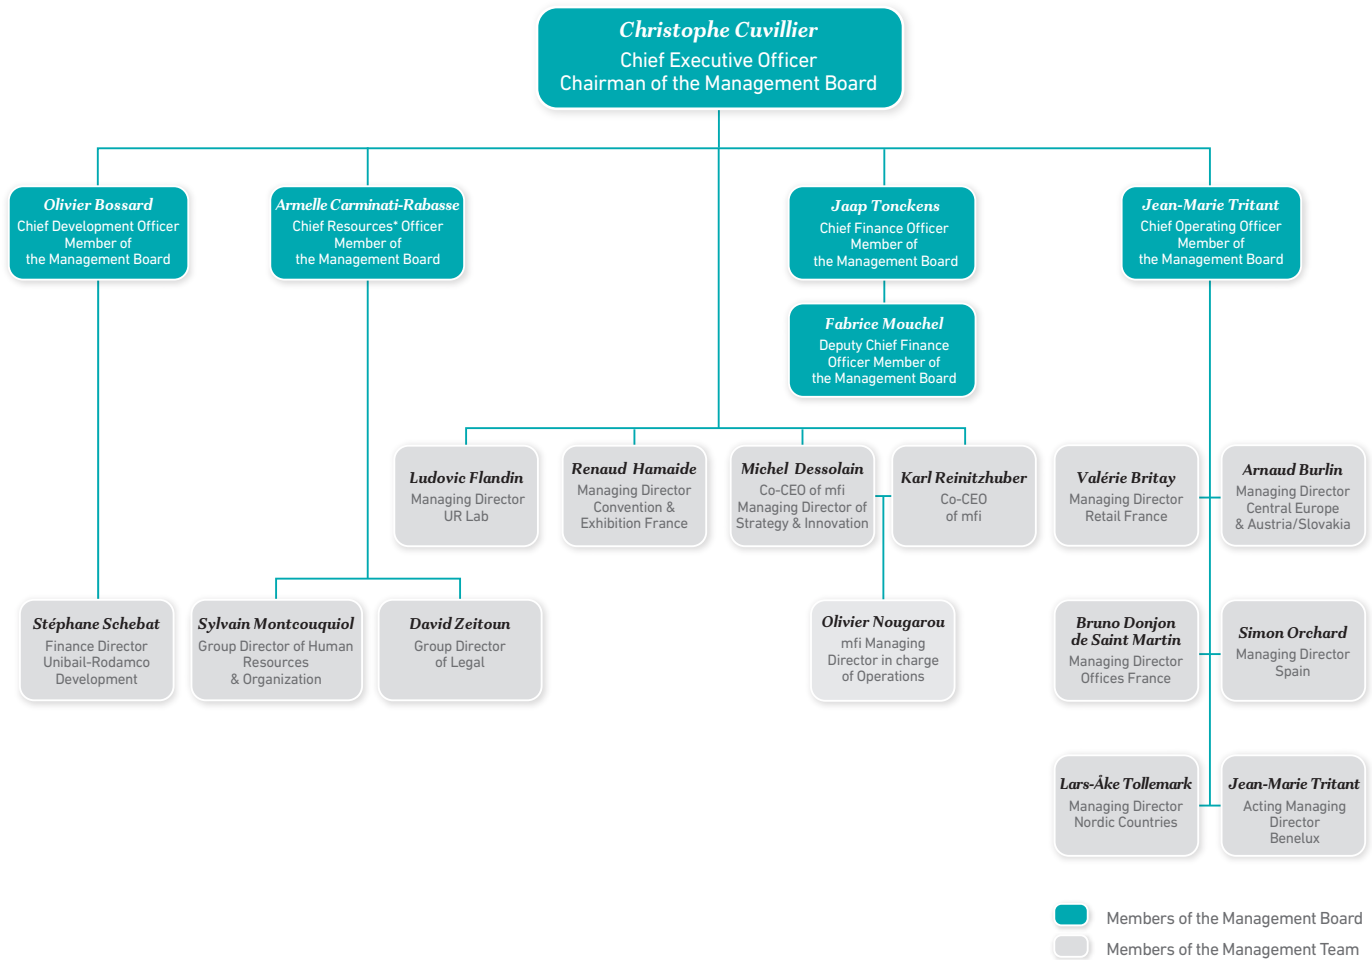 Christophe Cuvillier
Chief Executive Officer
Chairman of the Management Board
Olivier Bossard
Chief Development Officer
Member of
the Management Board
Armelle Carminati-Rabasse
Chief Resources* Officer
Member of
the Management Board
Jaap Tonckens
Chief Finance Officer
Member of
the Management Board
Jean-Marie Tritant
Chief Operating Officer
Member of
the Management Board
Fabrice Mouchel
Deputy Chief Finance
Officer Member of
the Management Board
Ludovic Flandin
Managing Director
UR Lab
Renaud Hamaide
Managing Director
Convention &
Exhibition France
Michel Dessolain
Co-CEO of mfi
Managing Director of
Strategy & Innovation
Karl Reinitzhuber
Co-CEO
of mfi
Valérie Britay
Managing Director
Retail France
Arnaud Burlin
Managing Director
Central Europe
& Austria/Slovakia
Stéphane Schebat
Finance Director
Unibail-Rodamco
Development
Sylvain Montcouquiol
Group Director of Human
Resources
& Organization
David Zeitoun
Group Director
of Legal
Olivier Nougarou
mfi Managing
Director in charge
of Operations
Bruno Donjon
de Saint Martin
Managing Director
Offices France
Simon Orchard
Managing Director
Spain
Lars-Åke Tollemark
Managing Director
Nordic Countries
Jean-Marie Tritant
Acting Managing
Director
Benelux
Members of the Management Board
Members of the Management Team